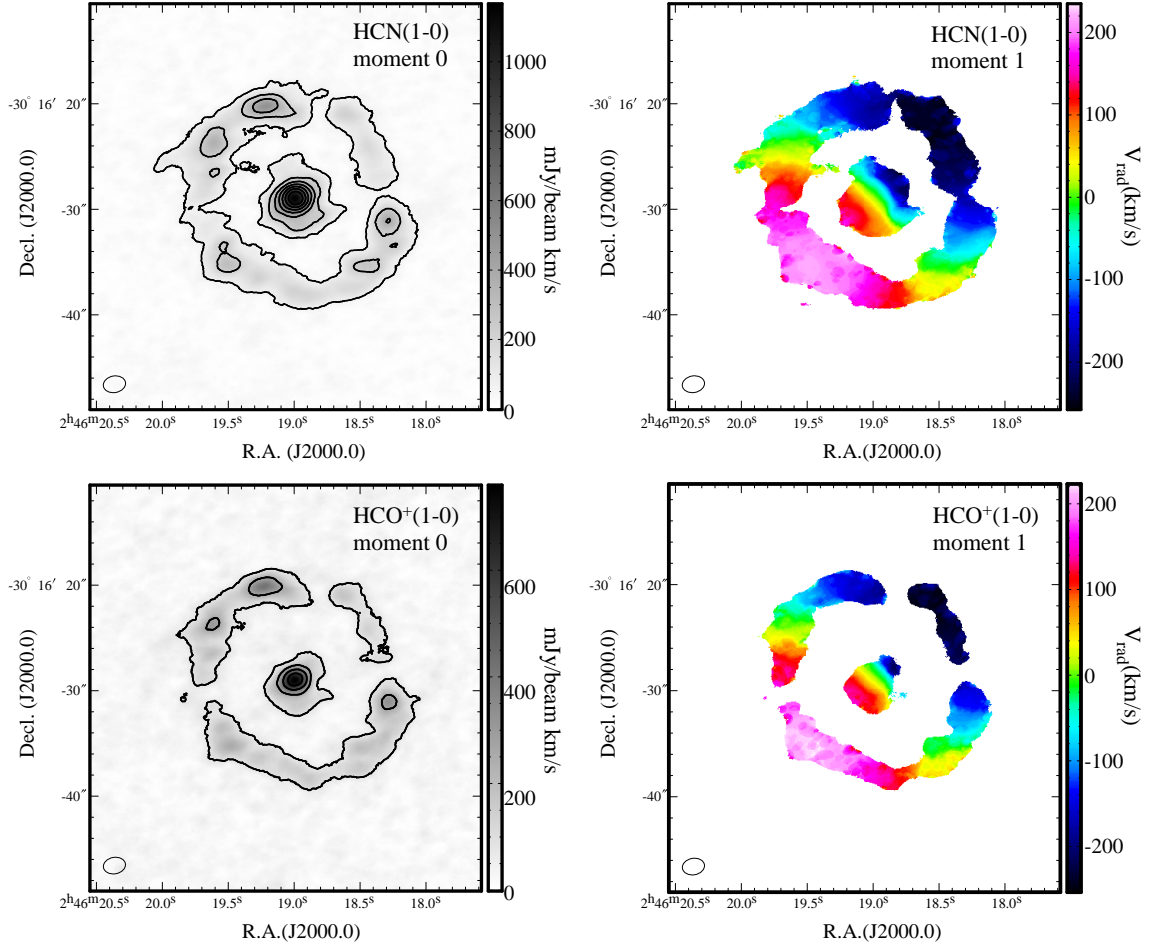 HCN(1-0)
moment 0
-30° 16′ 20″
-30″
-40″
Decl. (J2000.0)
2h46m20.5s 20.0s 19.5s 19.0s 18.5s 18.0s
R.A. (J2000.0)
1000
800
600
400
200
0
mJy/beam km/s
HCN(1-0)
moment 1
-30° 16′ 20″
-30″
-40″
Decl. (J2000.0)
2h46m20.5s 20.0s 19.5s 19.0s 18.5s 18.0s
R.A.(J2000.0)
200
100
0
-100
-200
Vrad(km/s)
HCO+(1-0)
moment 0
-30° 16′ 20″
-30″
-40″
Decl. (J2000.0)
2h46m20.5s 20.0s 19.5s 19.0s 18.5s 18.0s
R.A.(J2000.0)
600
400
200
0
mJy/beam km/s
HCO+(1-0)
moment 1
-30° 16′ 20″
-30″
-40″
Decl. (J2000.0)
2h46m20.5s 20.0s 19.5s 19.0s 18.5s 18.0s
R.A.(J2000.0)
200
100
0
-100
-200
Vrad(km/s)